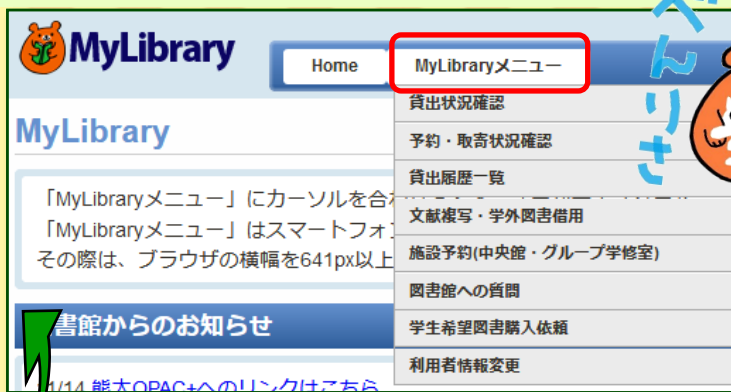 MyLibrary
Home
MyLibraryメニュー
べんりさ
貸出状況確認
予約・取寄状況確認
貸出履歴一覧
文献複写・学外図書借用
施設予約(中央館・グループ学修室)
図書館への質問
学生希望図書購入依頼
利用者情報変更
MyLibrary
「MyLibraryメニュー」にカーソルを合
「MyLibraryメニュー」はスマートフォ
その際は、ブラウザの横幅を641px以上
書館からのお知らせ
1/14 熊大OPAC+へのリンクはこちら